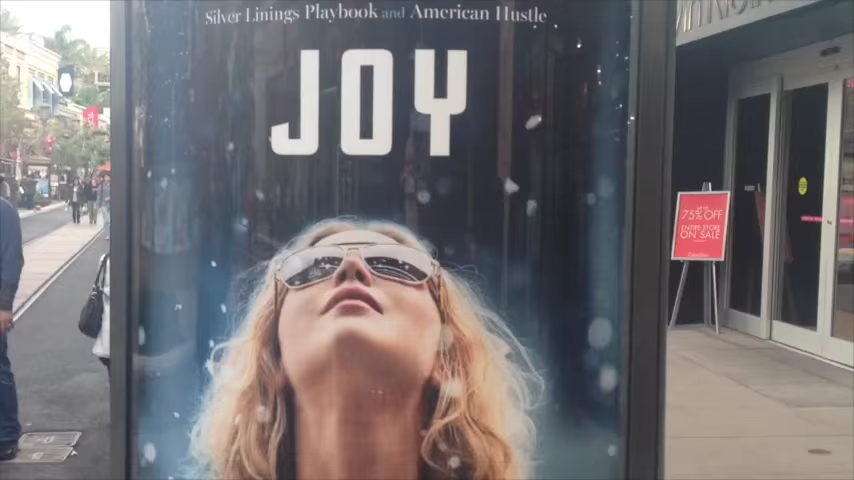 Silver Linings Playbook and American Hustle
JOY
75% OFF
ENTIRE STORE
ON SALE